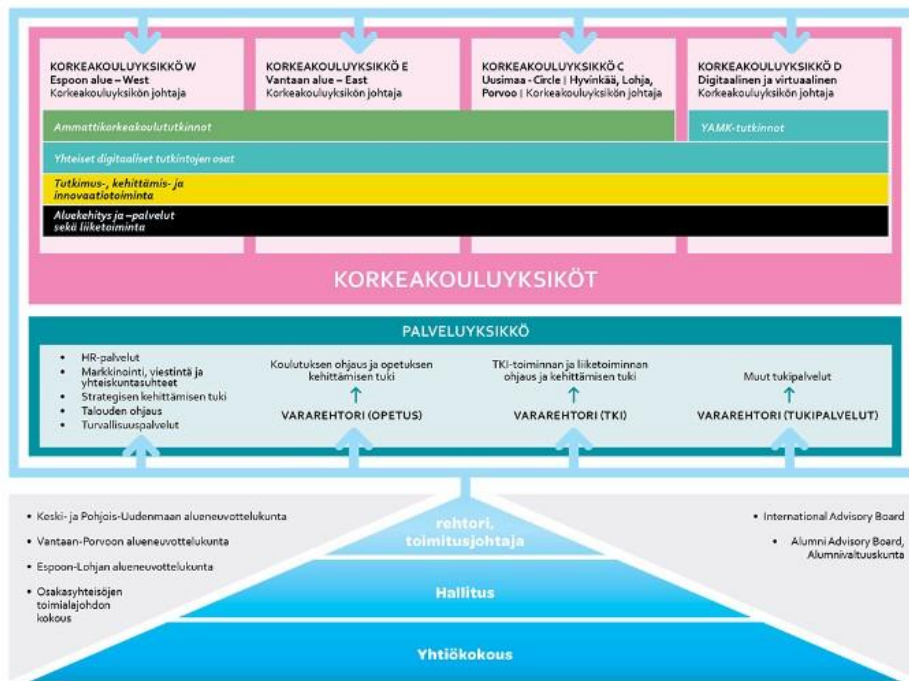 KORKEAKOULUYKSIKKÖ W
Espoon alue – West
Korkeakouluyksikön johtaja
KORKEAKOULUYKSIKKÖ E
Vantaan alue – East
Korkeakouluyksikön johtaja
KORKEAKOULUYKSIKKÖ C
Uusimaa - Circle | Hyvinkää, Lohja,
Porvoo | Korkeakouluyksikön johtaja
KORKEAKOULUYKSIKKÖ D
Digitaalinen ja virtuaalinen
Korkeakouluyksikön johtaja
Ammattikorkeakoulututkinnot
YAMK-tutkinnot
Yhteiset digitaaliset tutkintojen osat
Tutkimus-, kehittämis- ja
innovaatiotoiminta
Aluekehitys ja –palvelut
sekä liiketoiminta
KORKEAKOULUYKSIKÖT
PALVELUYKSIKKÖ
• HR-palvelut
• Markkinointi, viestintä ja
yhteiskuntasuhteet
• Strategisen kehittämisen tuki
• Talouden ohjaus
• Turvallisuuspalvelut
Koulutuksen ohjaus ja opetuksen
kehittämisen tuki
VARAREHTORI (OPETUS)
TKI-toiminnan ja liiketoiminnan
ohjaus ja kehittämisen tuki
VARAREHTORI (TKI)
Muut tukipalvelut
VARAREHTORI (TUKIPALVELUT)
• Keski- ja Pohjois-Uudenmaan alueneuvottelukunta
• Vantaan-Porvoon alueneuvottelukunta
• Espoon-Lohjan alueneuvottelukunta
• Osakasyhteisöjen
toimialajohdon
kokous
rehtori,
toimitusjohtaja
Hallitus
Yhtiökokous
• International Advisory Board
• Alumni Advisory Board,
Alumnivaltuuskunta